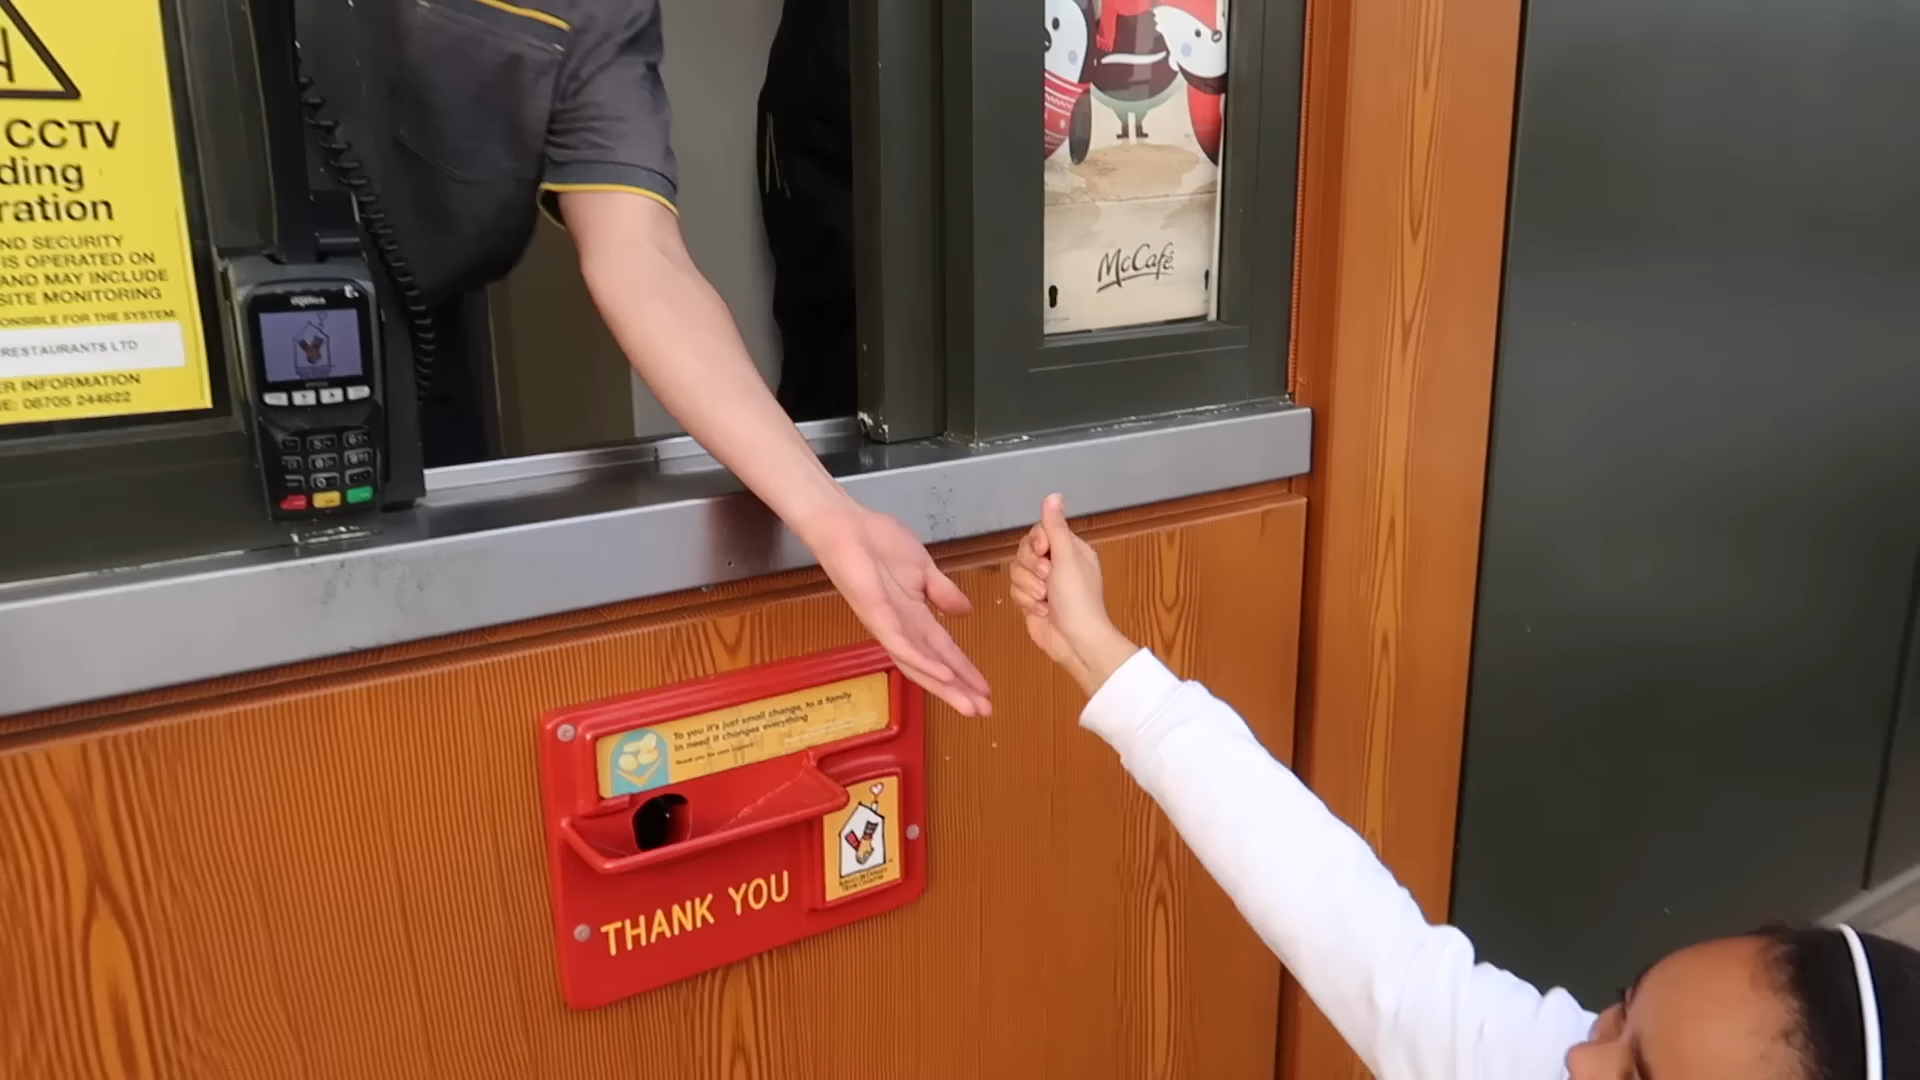 CCTV
ding
ration
ND SECURITY
IS OPERATED ON
AND MAY INCLUDE
SITE MONITORING
ONSIBLE FOR THE SYSTEM:
RESTAURANTS LTD
ER INFORMATION
E: 08705 244622
McCafé
To you it's just small change, to a family
in need it changes everything
THANK YOU